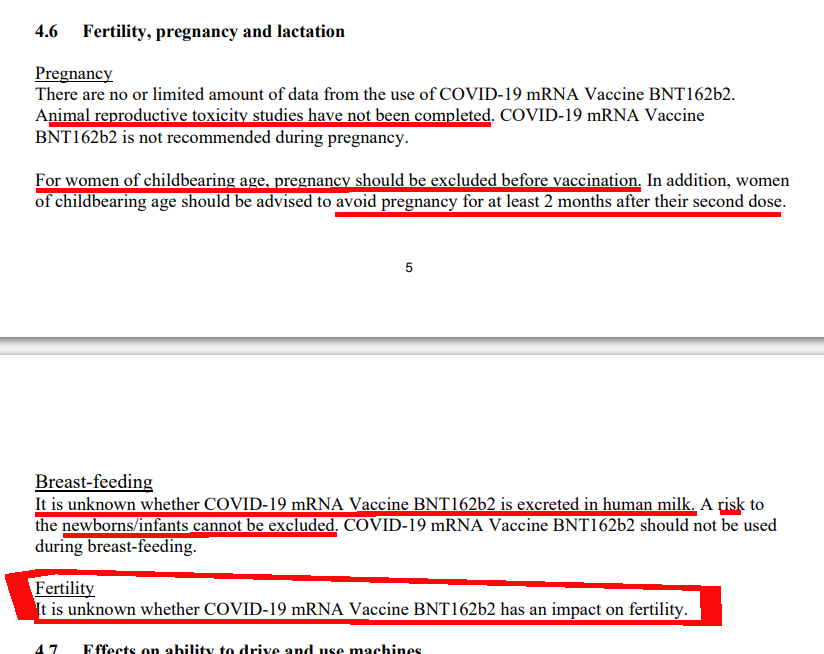 4.6 Fertility, pregnancy and lactation
Pregnancy
There are no or limited amount of data from the use of COVID-19 mRNA Vaccine BNT162b2.
Animal reproductive toxicity studies have not been completed. COVID-19 mRNA Vaccine
BNT162b2 is not recommended during pregnancy.
For women of childbearing age, pregnancy should be excluded before vaccination. In addition, women
of childbearing age should be advised to avoid pregnancy for at least 2 months after their second dose.
5
Breast-feeding
It is unknown whether COVID-19 mRNA Vaccine BNT162b2 is excreted in human milk. A risk to
the newborns/infants cannot be excluded. COVID-19 mRNA Vaccine BNT162b2 should not be used
during breast-feeding.
Fertility
It is unknown whether COVID-19 mRNA Vaccine BNT162b2 has an impact on fertility.
4.7 Effects on ability to drive and use machines